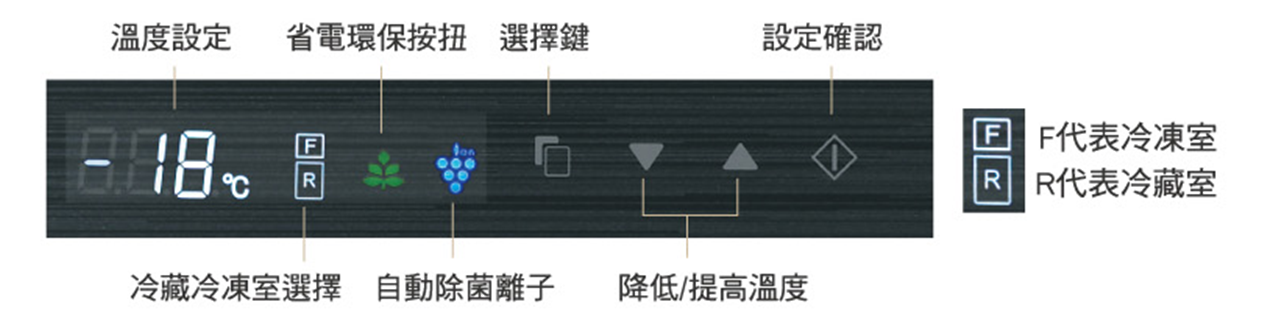 溫度設定
省電環保按扭
選擇鍵
設定確認
-18℃
F
R
ion
F
F代表冷凍室
R
R代表冷藏室
冷藏冷凍室選擇
自動除菌離子
降低/提高溫度